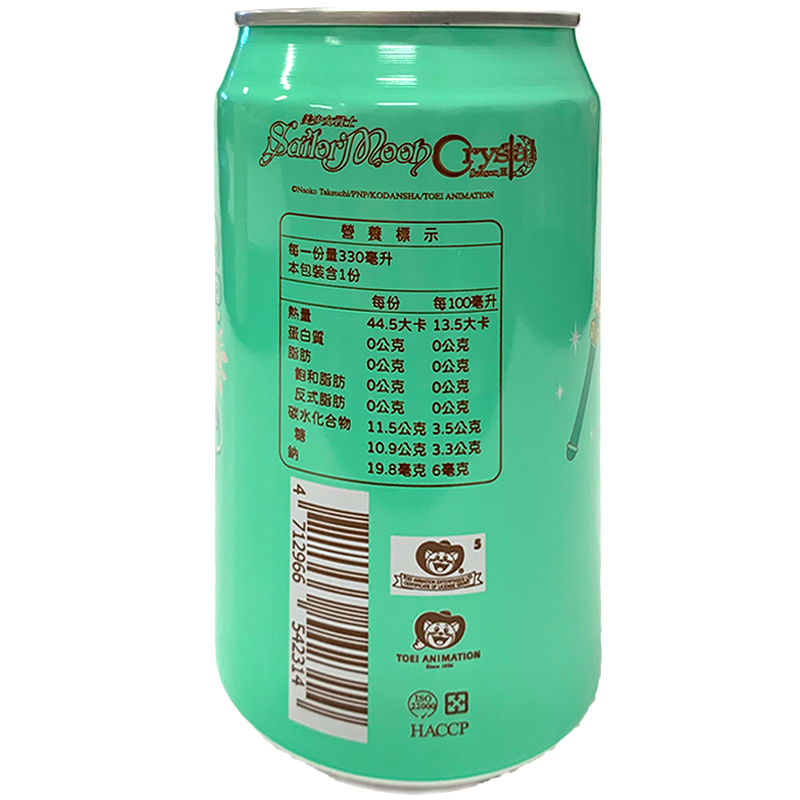 美少女戦士
Sailor Moon Crystal
Season III
©Naoko Takeuchi/PNP/KODANSHA/TOEI ANIMATION
營養標示
每一份量330毫升
本包裝含1份
每份 每100毫升
熱量 44.5大卡 13.5大卡
蛋白質 0公克 0公克
脂肪 0公克 0公克
飽和脂肪 0公克 0公克
反式脂肪 0公克 0公克
碳水化合物 11.5公克 3.5公克
糖 10.9公克 3.3公克
鈉 19.8毫克 6毫克
4 712966 542314
5
TOEI ANIMATION
Since 1956
ISO
22000
HACCP